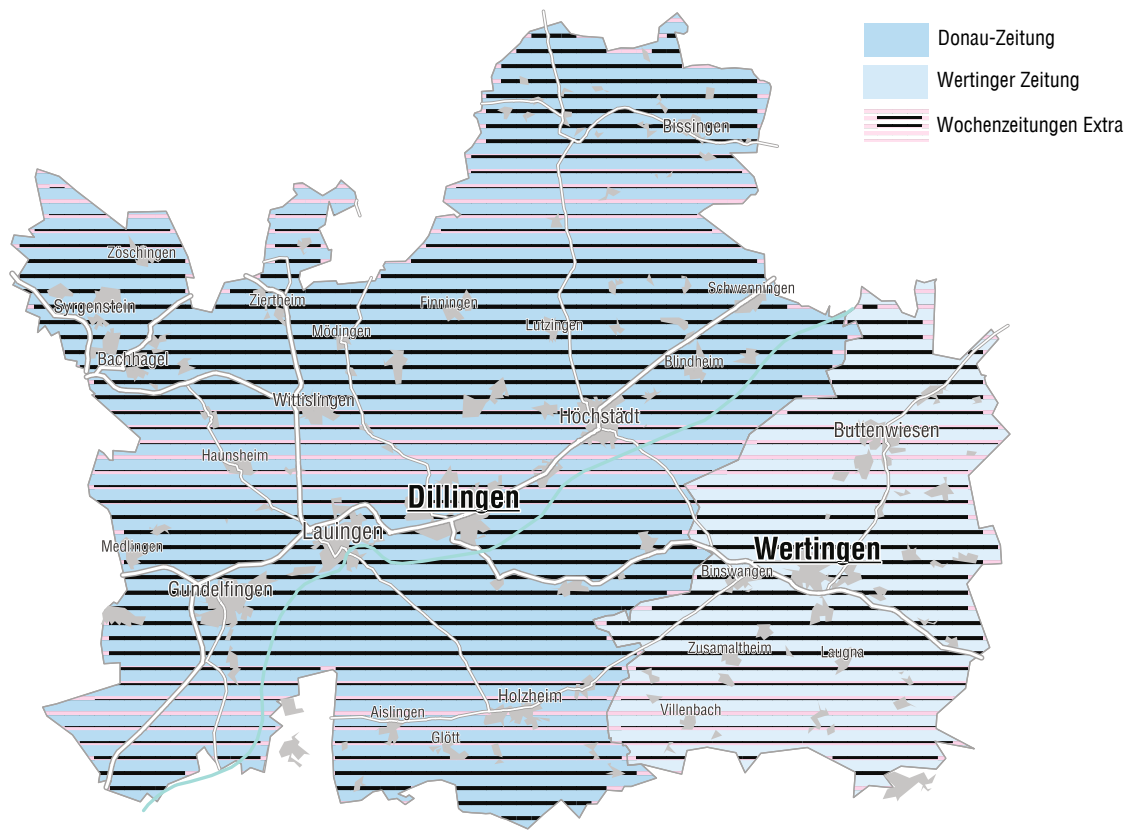 Donau-Zeitung
Wertinger Zeitung
Wochenzeitungen Extra
Bissingen
Zöschingen
Syrgenstein
Ziertheim
Finningen
Schwenningen
Mödingen
Lutzingen
Bachhagel
Blindheim
Wittislingen
Höchstädt
Buttenwiesen
Haunsheim
Dillingen
Lauingen
Medlingen
Wertingen
Binswangen
Gundelfingen
Zusamaltheim
Laugna
Holzheim
Aislingen
Villenbach
Glött